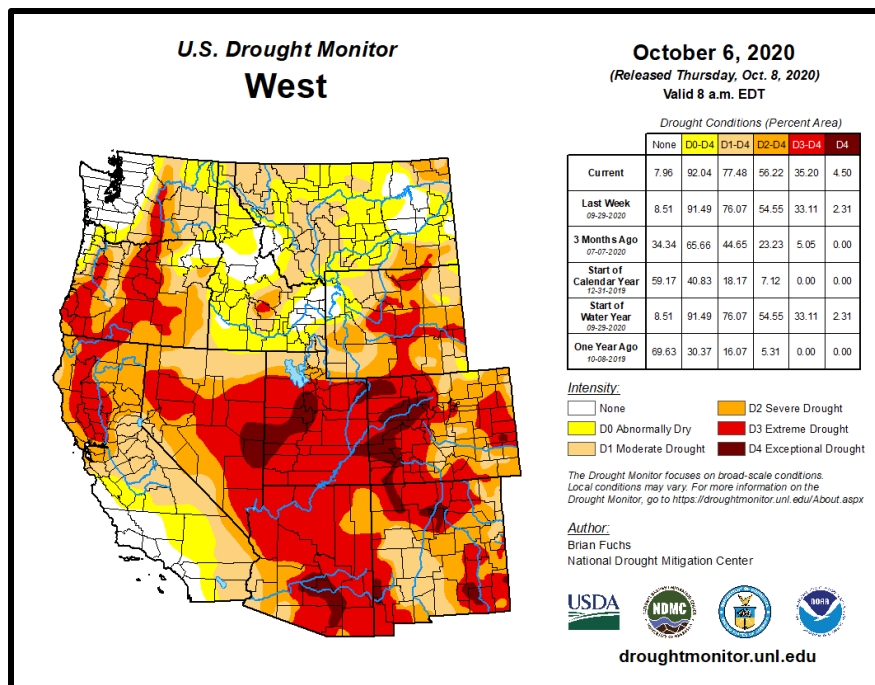 U.S. Drought Monitor
West
October 6, 2020
(Released Thursday, Oct. 8, 2020)
Valid 8 a.m. EDT
Drought Conditions (Percent Area)
None D0-D4 D1-D4 D2-D4 D3-D4 D4
Current 7.96 92.04 77.48 56.22 35.20 4.50
Last Week
09-29-2020 8.51 91.49 76.07 54.55 33.11 2.31
3 Months Ago
07-07-2020 34.34 65.66 44.65 23.23 5.05 0.00
Start of
Calendar Year
12-31-2019 59.17 40.83 18.17 7.12 0.00 0.00
Start of
Water Year
09-29-2020 8.51 91.49 76.07 54.55 33.11 2.31
One Year Ago
10-08-2019 69.63 30.37 16.07 5.31 0.00 0.00
Intensity:
None
D0 Abnormally Dry
D1 Moderate Drought
D2 Severe Drought
D3 Extreme Drought
D4 Exceptional Drought
The Drought Monitor focuses on broad-scale conditions.
Local conditions may vary. For more information on the
Drought Monitor, go to https://droughtmonitor.unl.edu/About.aspx
Author:
Brian Fuchs
National Drought Mitigation Center
USDA
NDMC
NOAA
droughtmonitor.unl.edu